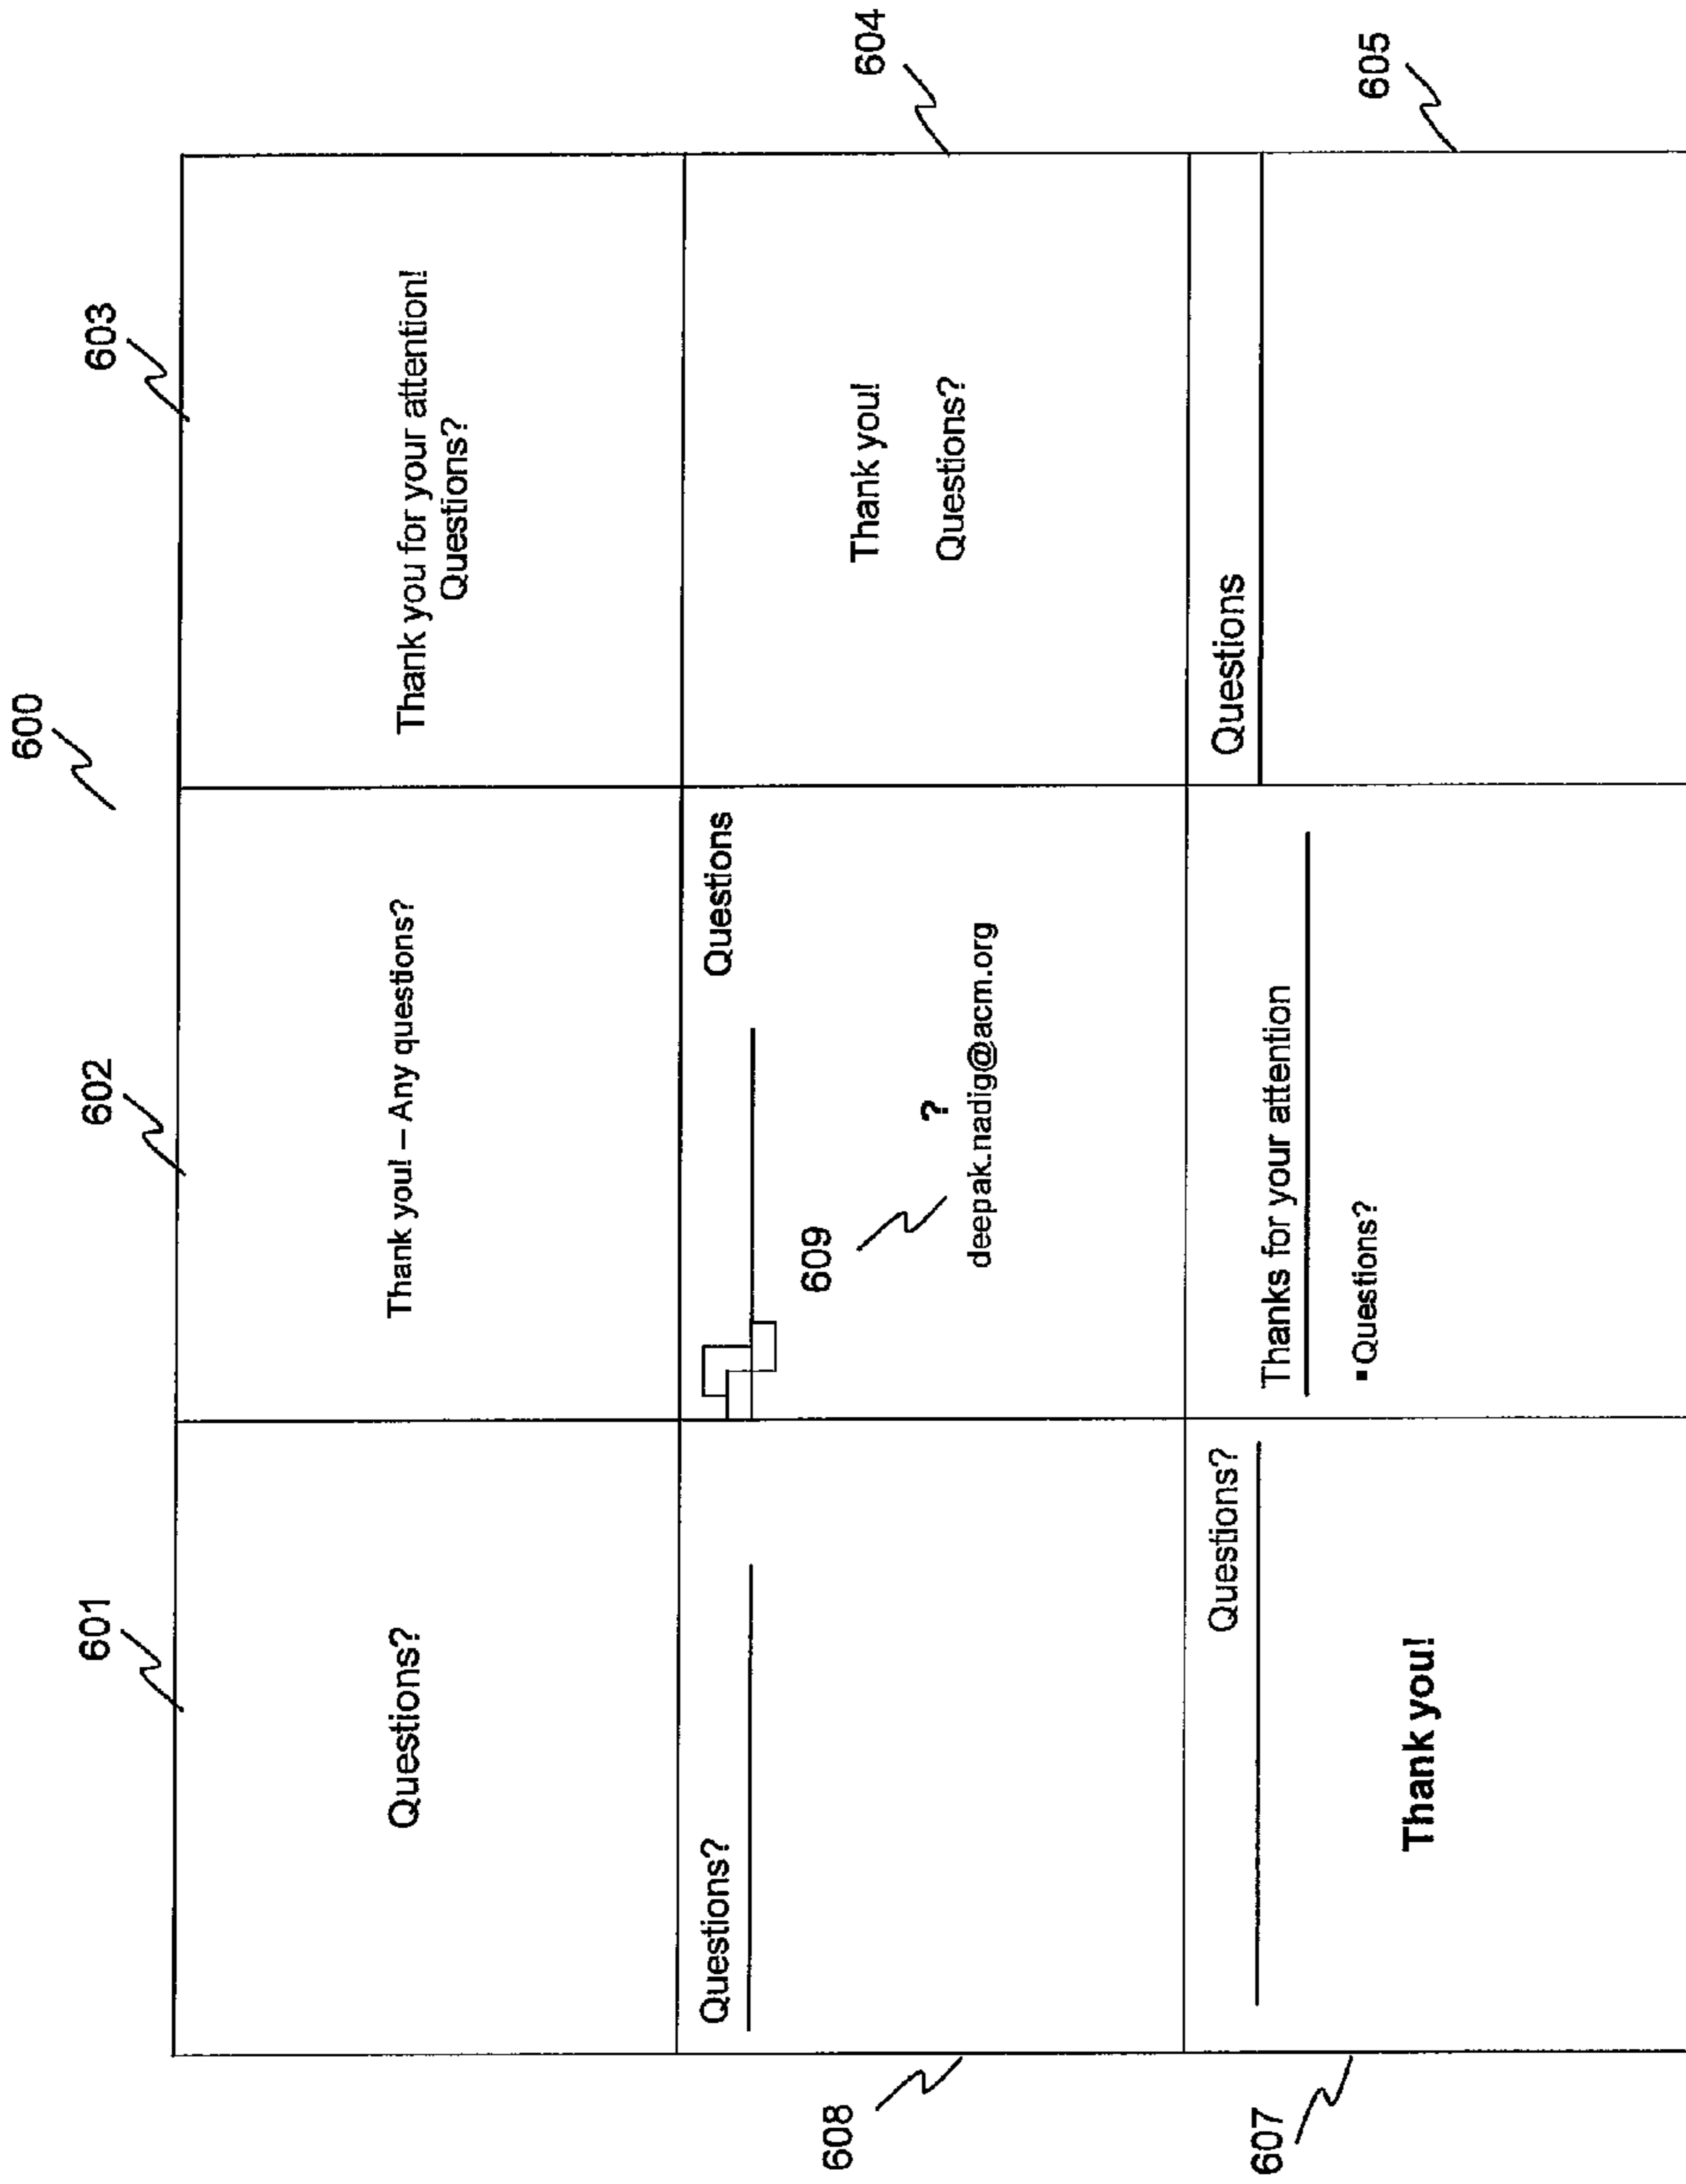 600
601
602
603
Questions?
Thank you! – Any questions?
Thank you for your attention!
Questions?
608
Questions?
Questions
609
?
deepak.nadig@acm.org
Thank you!
Questions?
604
607
Questions?
Thank you!
Thanks for your attention
▪Questions?
Questions
605